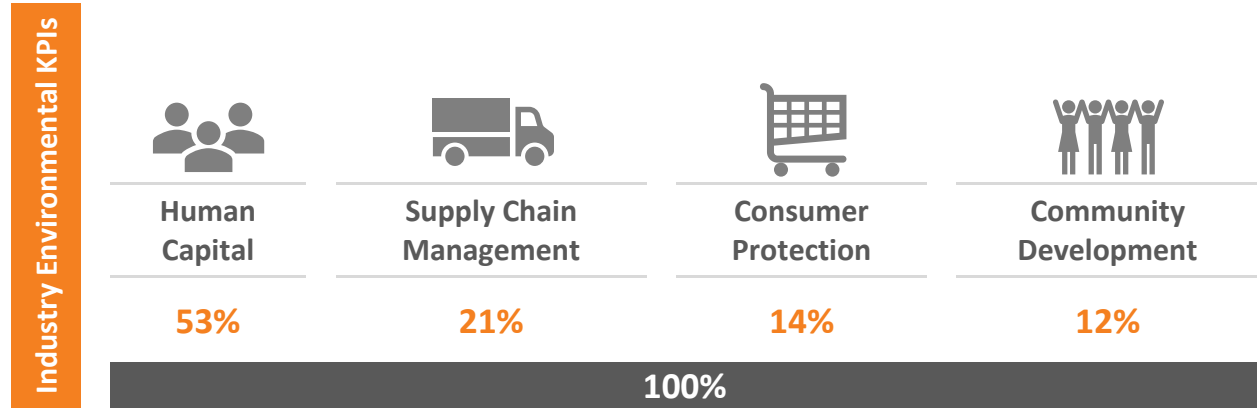 Industry Environmental KPIs
Human
Capital
Supply Chain
Management
Consumer
Protection
Community
Development
53%
21%
14%
12%
100%